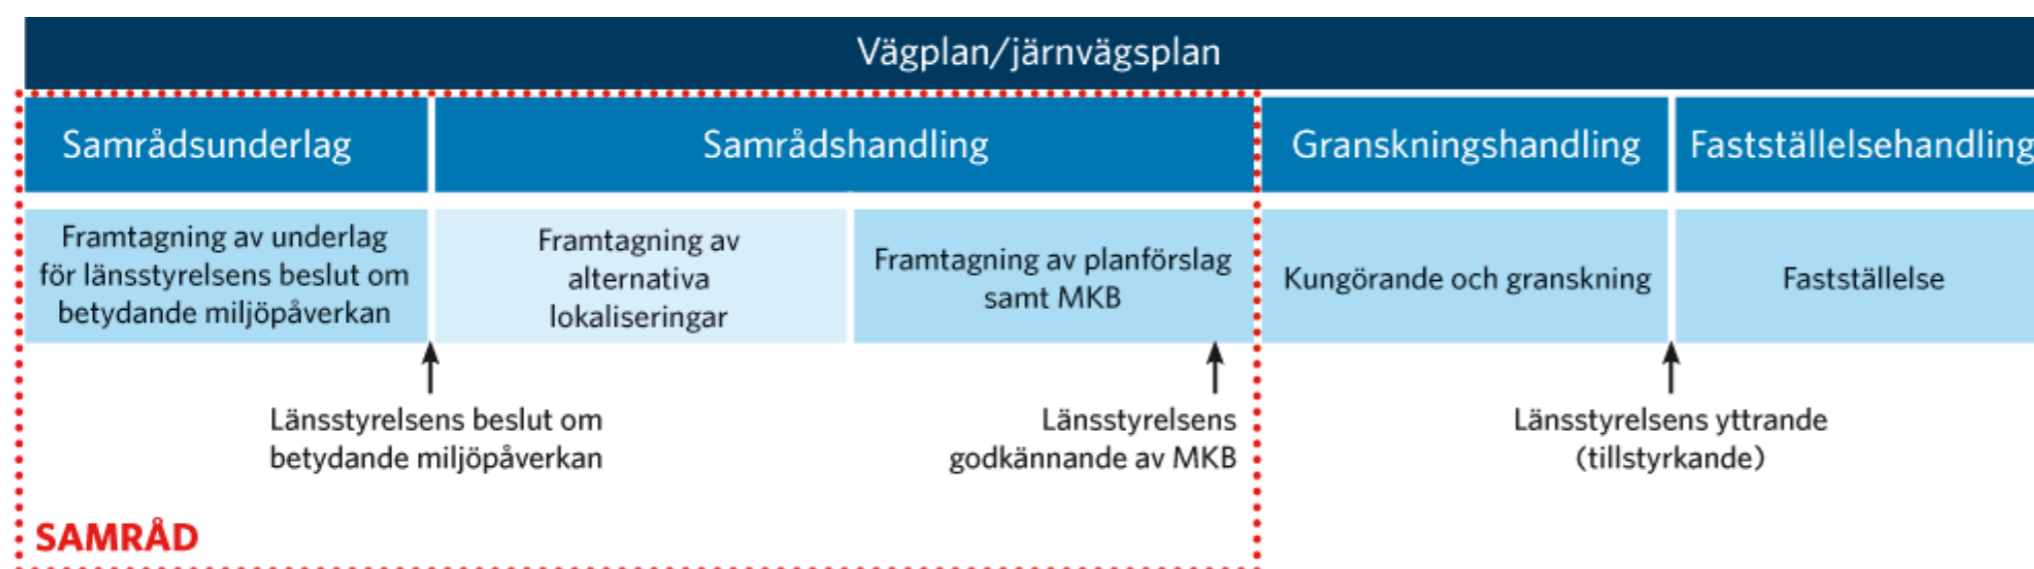 Vägplan/järnvägsplan
Samrådsunderlag
Samrådshandling
Granskningshandling
Fastställelsehandling
Framtagning av underlag
för länsstyrelsens beslut om
betydande miljöpåverkan
Framtagning av
alternativa
lokaliseringar
Framtagning av planförslag
samt MKB
Kungörande och granskning
Fastställelse
Länsstyrelsens beslut om
betydande miljöpåverkan
Länsstyrelsens
godkännande av MKB
Länsstyrelsens yttrande
(tillstyrkande)
SAMRÅD